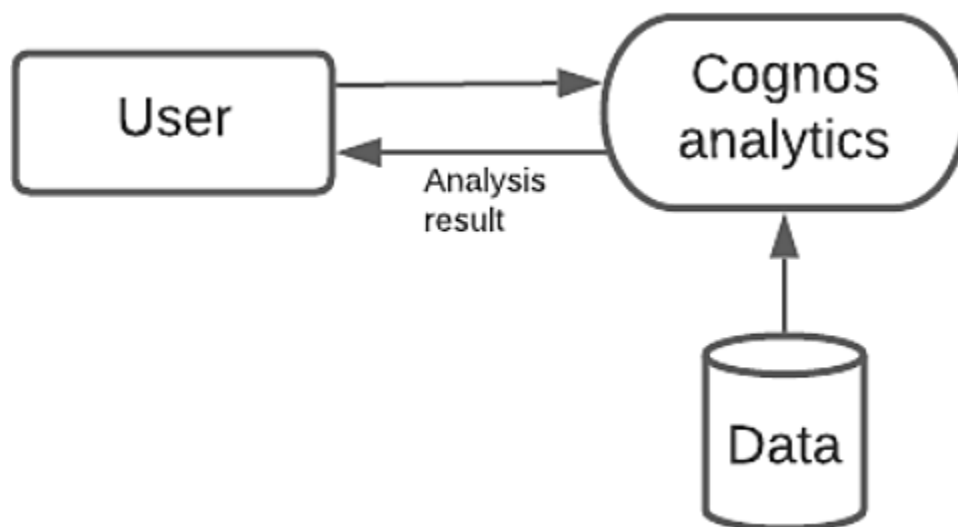 User
Cognos
analytics
Analysis
result
Data